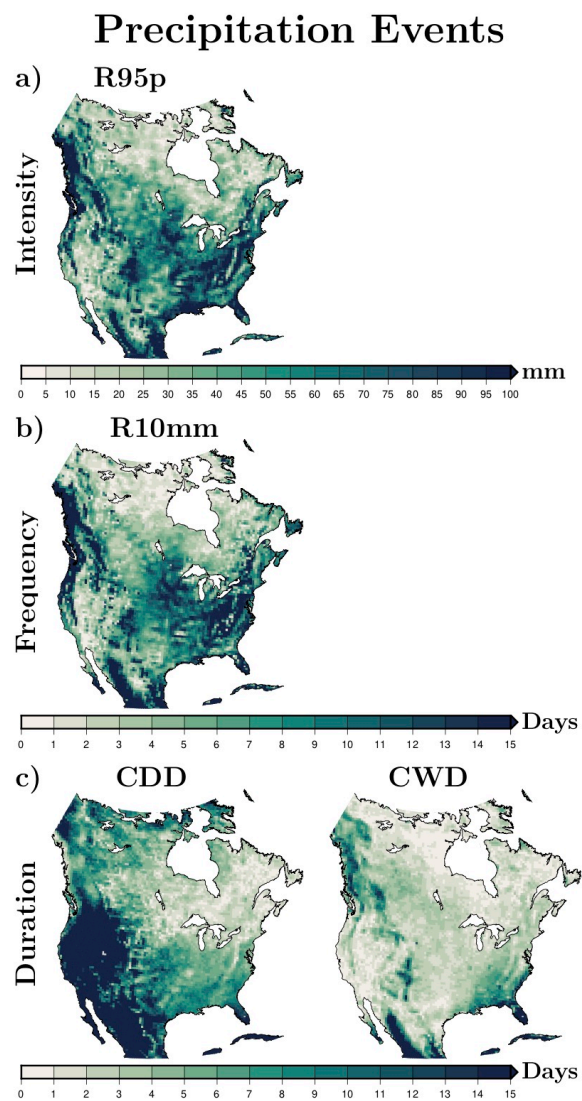 Precipitation Events
a) R95p
Intensity
mm
0 5 10 15 20 25 30 35 40 45 50 55 60 65 70 75 80 85 90 95 100
b) R10mm
Frequency
Days
0 1 2 3 4 5 6 7 8 9 10 11 12 13 14 15
c) CDD CWD
Duration
Days
0 1 2 3 4 5 6 7 8 9 10 11 12 13 14 15